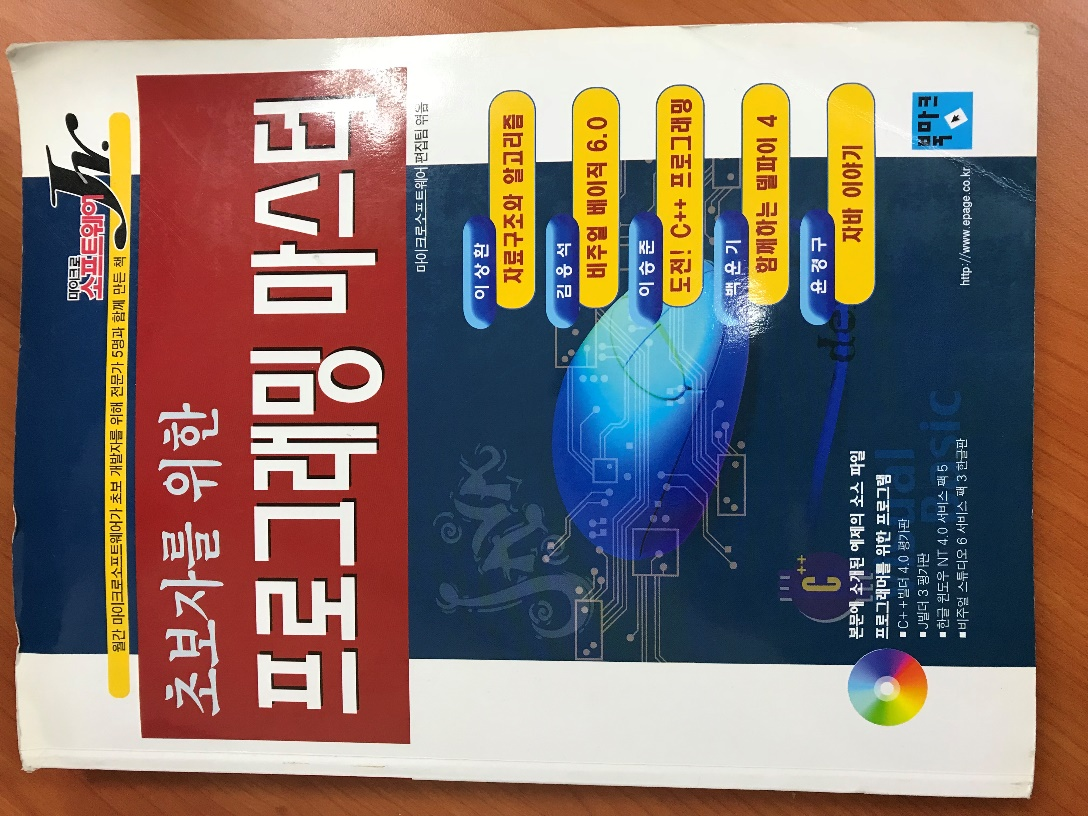 마이크로
소프트웨어
Jr.
월간 마이크로소프트웨어가 초보 개발자를 위해 전문가 5명과 함께 만든 책
초보자를 위한
프로그래밍 마스터
마이크로소프트웨어 편집팀 엮음
이상환
자료구조와 알고리즘
김용석
비주얼 베이직 6.0
이승준
도전! C++ 프로그래밍
백윤기
함께하는 델파이 4
윤경구
자바 이야기
본문에 소개된 예제의 소스 파일
프로그래머를 위한 프로그램
■C++빌더 4.0 평가판
■J빌더 3 평가판
■한글 윈도우 NT 4.0 서비스 팩 5
■비주얼 스튜디오 6 서비스 팩 3 한글판
C++
Basic
http://www.epage.co.kr
북마크